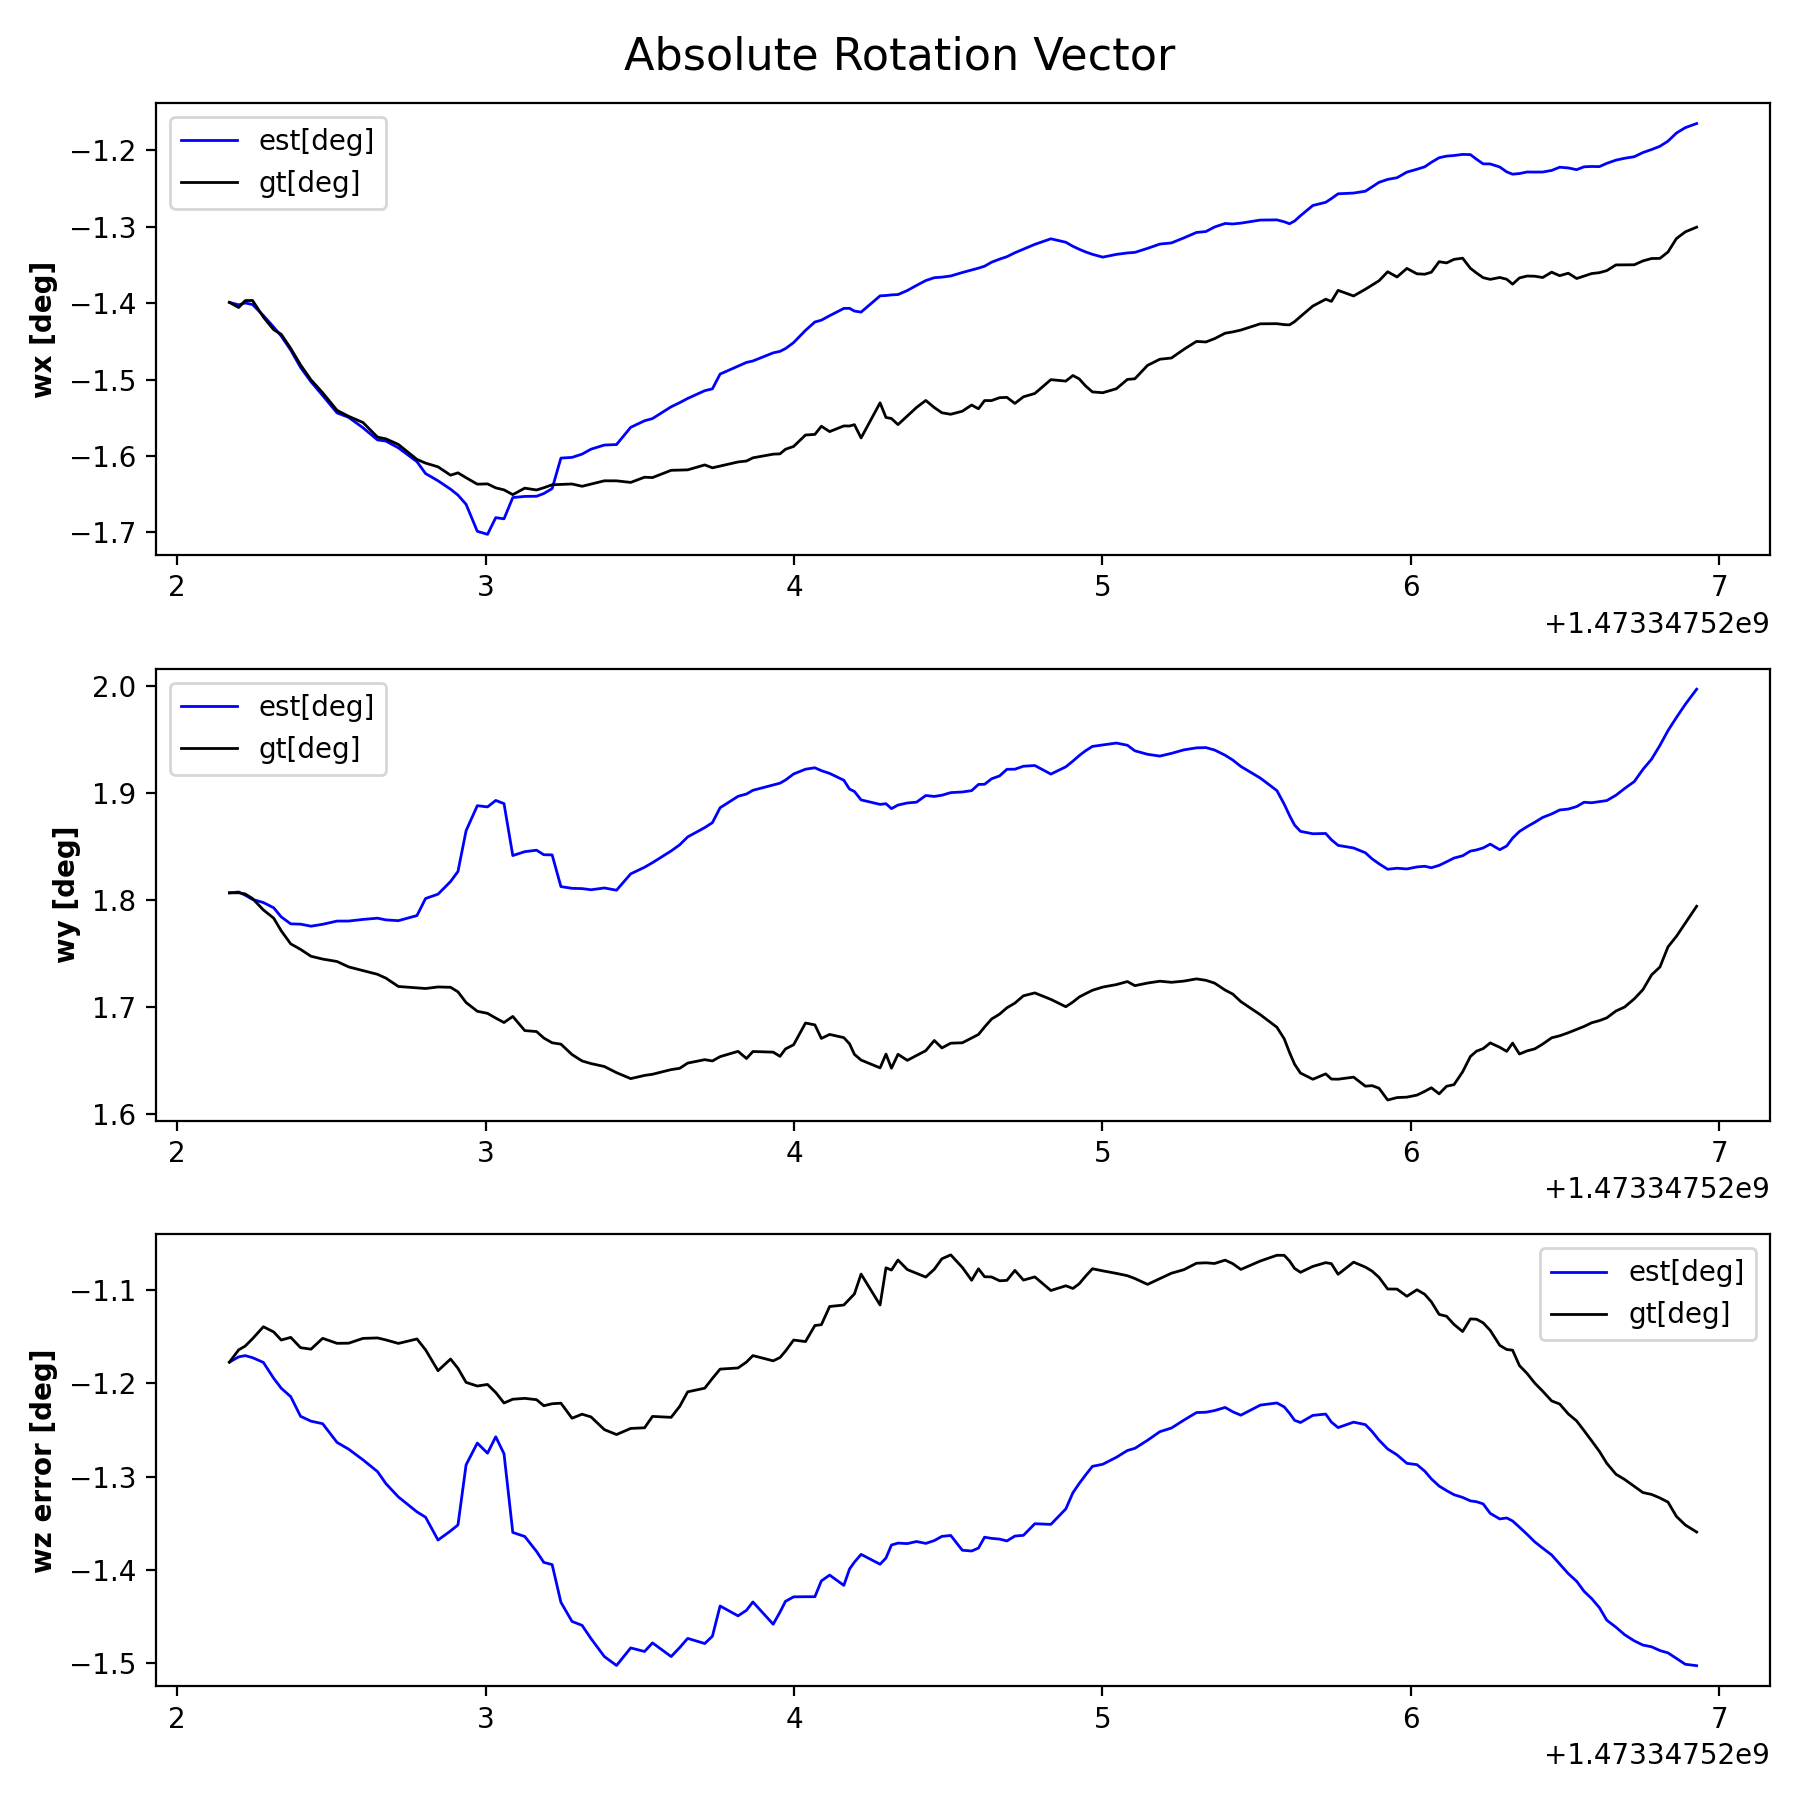 Absolute Rotation Vector
est[deg]
gt[deg]
wx [deg]
−1.2
−1.3
−1.4
−1.5
−1.6
−1.7
2 3 4 5 6 7
+1.47334752e9
est[deg]
gt[deg]
wy [deg]
2.0
1.9
1.8
1.7
1.6
2 3 4 5 6 7
+1.47334752e9
est[deg]
gt[deg]
wz error [deg]
−1.1
−1.2
−1.3
−1.4
−1.5
2 3 4 5 6 7
+1.47334752e9